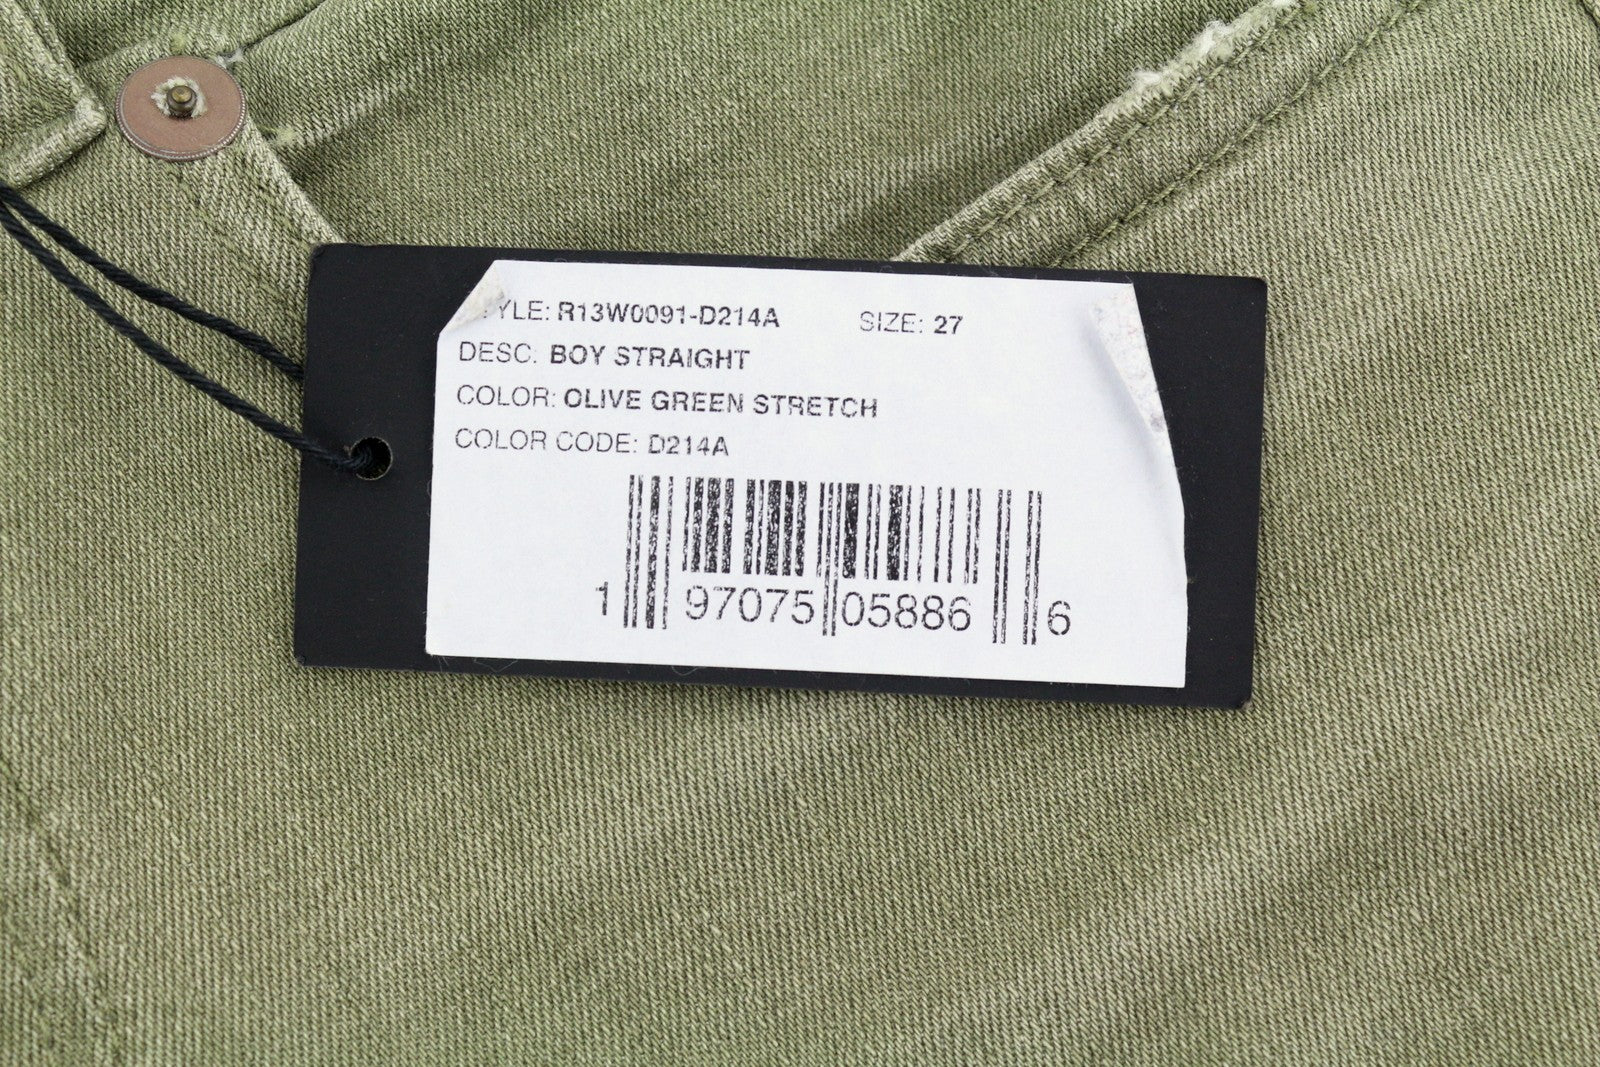 YLE: R13W0091-D214A SIZE: 27
DESC: BOY STRAIGHT
COLOR: OLIVE GREEN STRETCH
COLOR CODE: D214A
1 97075 05886 6